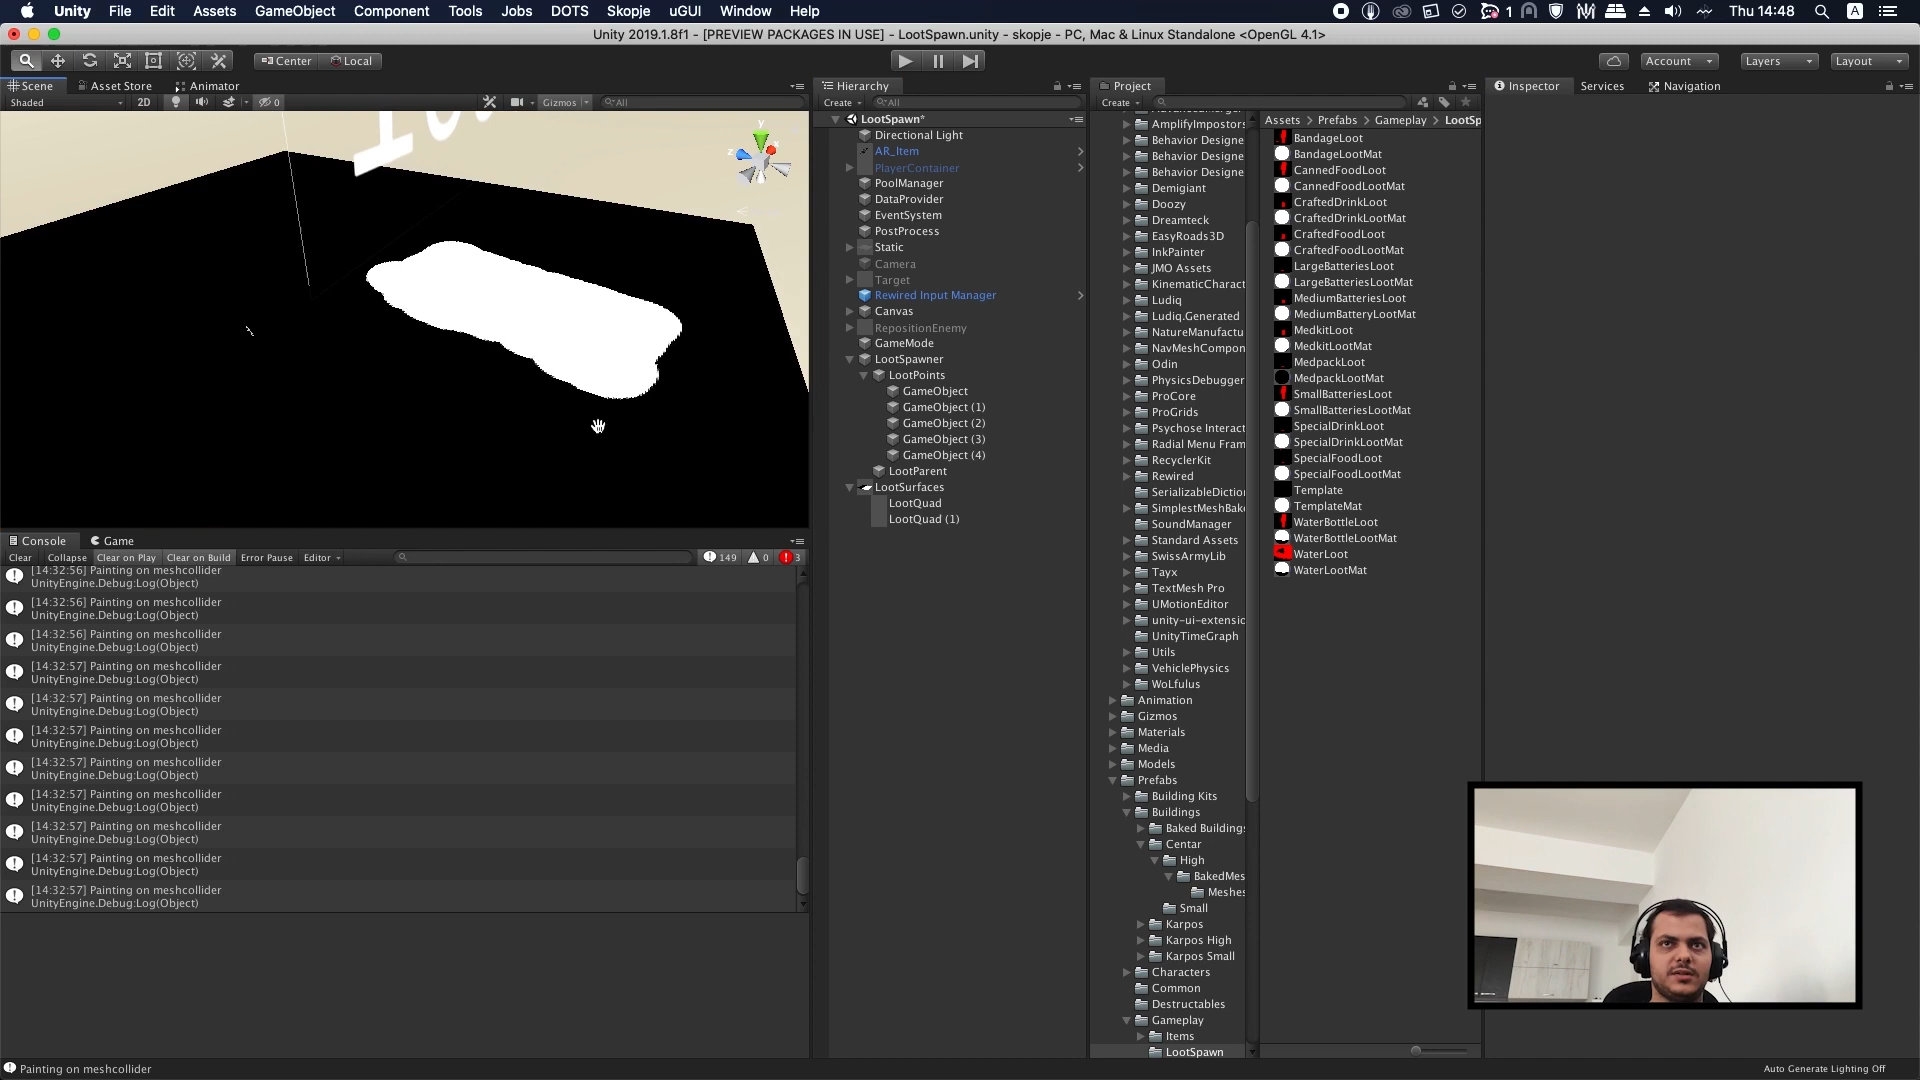 Unity File Edit Assets GameObject Component Tools Jobs DOTS Skopje uGUI Window Help
1 Thu 14:48
Unity 2019.1.8f1 - [PREVIEW PACKAGES IN USE] - LootSpawn.unity - skopje - PC, Mac & Linux Standalone <OpenGL 4.1>
Center Local
Account Layers Layout
Scene Asset Store Animator
Shaded 2D 0 Gizmos All
y
x
z
Hierarchy
Create All
LootSpawn*
Directional Light
AR_Item
PlayerContainer
PoolManager
DataProvider
EventSystem
PostProcess
Static
Camera
Target
Rewired Input Manager
Canvas
RepositionEnemy
GameMode
LootSpawner
LootPoints
GameObject
GameObject (1)
GameObject (2)
GameObject (3)
GameObject (4)
LootParent
LootSurfaces
LootQuad
LootQuad (1)
Project
Create
AmplifyImpostors
Behavior Designe
Behavior Designe
Behavior Designe
Demigiant
Doozy
Dreamteck
EasyRoads3D
InkPainter
JMO Assets
KinematicCharact
Ludiq
Ludiq.Generated
NatureManufactu
NavMeshCompon
Odin
PhysicsDebugger
ProCore
ProGrids
Psychose Interact
Radial Menu Fram
RecyclerKit
Rewired
SerializableDictio
SimplestMeshBake
SoundManager
Standard Assets
SwissArmyLib
Tayx
TextMesh Pro
UMotionEditor
unity-ui-extensio
UnityTimeGraph
Utils
VehiclePhysics
WoLfulus
Animation
Gizmos
Materials
Media
Models
Prefabs
Building Kits
Buildings
Baked Buildings
Centar
High
BakedMes
Meshes
Small
Karpos
Karpos High
Karpos Small
Characters
Common
Destructables
Gameplay
Items
LootSpawn
Assets > Prefabs > Gameplay > LootSp
BandageLoot
BandageLootMat
CannedFoodLoot
CannedFoodLootMat
CraftedDrinkLoot
CraftedDrinkLootMat
CraftedFoodLoot
CraftedFoodLootMat
LargeBatteriesLoot
LargeBatteriesLootMat
MediumBatteriesLoot
MediumBatteryLootMat
MedkitLoot
MedkitLootMat
MedpackLoot
MedpackLootMat
SmallBatteriesLoot
SmallBatteriesLootMat
SpecialDrinkLoot
SpecialDrinkLootMat
SpecialFoodLoot
SpecialFoodLootMat
Template
TemplateMat
WaterBottleLoot
WaterBottleLootMat
WaterLoot
WaterLootMat
Inspector Services Navigation
Console Game
Clear Collapse Clear on Play Clear on Build Error Pause Editor 149 0 3
[14:32:56] Painting on meshcollider
UnityEngine.Debug:Log(Object)
[14:32:56] Painting on meshcollider
UnityEngine.Debug:Log(Object)
[14:32:56] Painting on meshcollider
UnityEngine.Debug:Log(Object)
[14:32:57] Painting on meshcollider
UnityEngine.Debug:Log(Object)
[14:32:57] Painting on meshcollider
UnityEngine.Debug:Log(Object)
[14:32:57] Painting on meshcollider
UnityEngine.Debug:Log(Object)
[14:32:57] Painting on meshcollider
UnityEngine.Debug:Log(Object)
[14:32:57] Painting on meshcollider
UnityEngine.Debug:Log(Object)
[14:32:57] Painting on meshcollider
UnityEngine.Debug:Log(Object)
[14:32:57] Painting on meshcollider
UnityEngine.Debug:Log(Object)
[14:32:57] Painting on meshcollider
UnityEngine.Debug:Log(Object)
Painting on meshcollider
Auto Generate Lighting Off